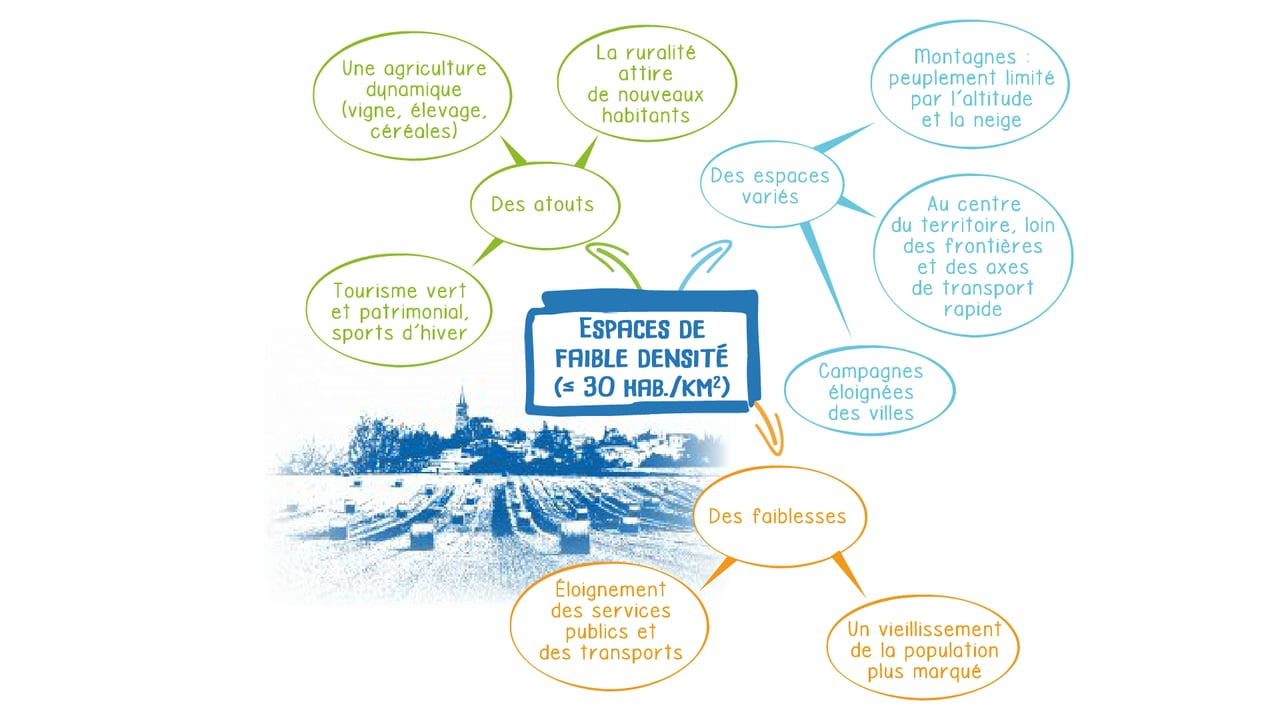 Une agriculture
dynamique
(vigne, élevage,
céréales)
La ruralité
attire
de nouveaux
habitants
Des atouts
Tourisme vert
et patrimonial,
sports d'hiver
Montagnes :
peuplement limité
par l'altitude
et la neige
Des espaces
variés
Au centre
du territoire, loin
des frontières
et des axes
de transport
rapide
Campagnes
éloignées
des villes
ESPACES DE
FAIBLE DENSITÉ
(≤ 30 HAB./KM²)
Des faiblesses
Éloignement
des services
publics et
des transports
Un vieillissement
de la population
plus marqué